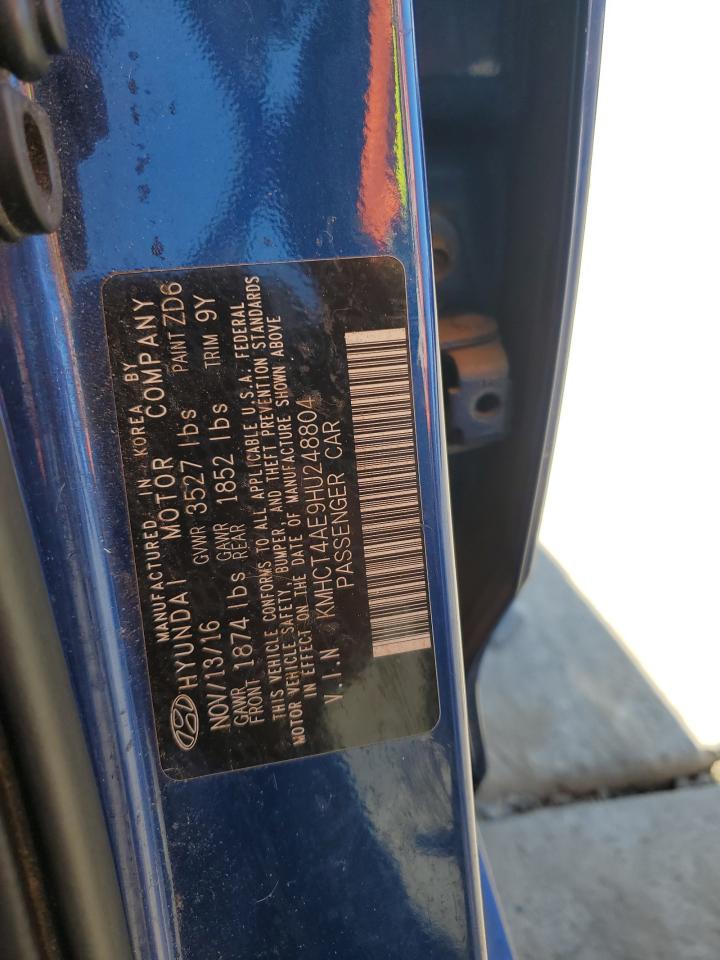 MANUFACTURED IN KOREA BY
HYUNDAI MOTOR COMPANY
NOV/13/16 GVWR 3527 lbs PAINT ZD6
GAWR FRONT 1874 lbs GAWR REAR 1852 lbs TRIM 9Y
THIS VEHICLE CONFORMS TO ALL APPLICABLE U.S.A. FEDERAL
MOTOR VEHICLE SAFETY, BUMPER, AND THEFT PREVENTION STANDARDS
IN EFFECT ON THE DATE OF MANUFACTURE SHOWN ABOVE
V.I.N KMHCT4AE9HU248804
PASSENGER CAR